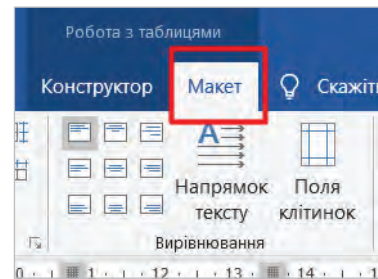 Робота з таблицями
Конструктор Макет Скажіт
A
Напрямок тексту
Поля клітинок
Вирівнювання
1 12 13 14